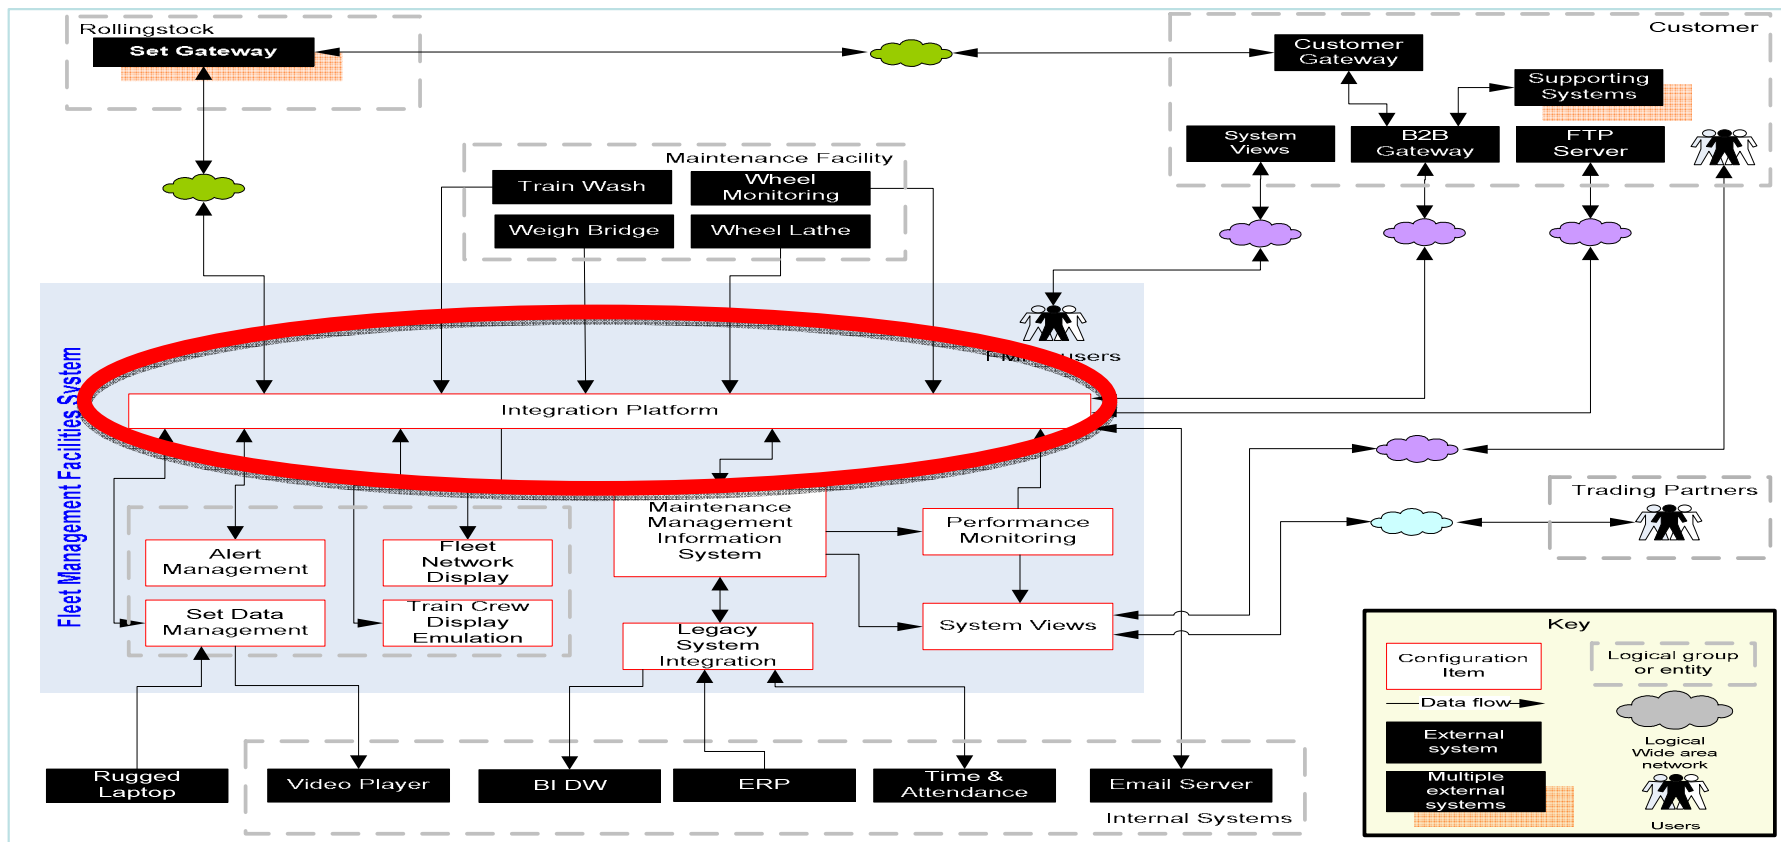 Rollingstock
Set Gateway
Customer
Customer
Gateway
Supporting
Systems
System
Views
B2B
Gateway
FTP
Server
Maintenance Facility
Train Wash
Wheel
Monitoring
Weigh Bridge
Wheel Lathe
users
Fleet Management Facilities System
Integration Platform
Maintenance
Management
Information
System
Performance
Monitoring
Alert
Management
Fleet
Network
Display
Set Data
Management
Train Crew
Display
Emulation
Legacy
System
Integration
System Views
Trading Partners
Rugged
Laptop
Video Player
BI DW
ERP
Time &
Attendance
Email Server
Internal Systems
Key
Configuration
Item
Logical group
or entity
Data flow
External
system
Logical
Wide area
network
Multiple
external
systems
Users